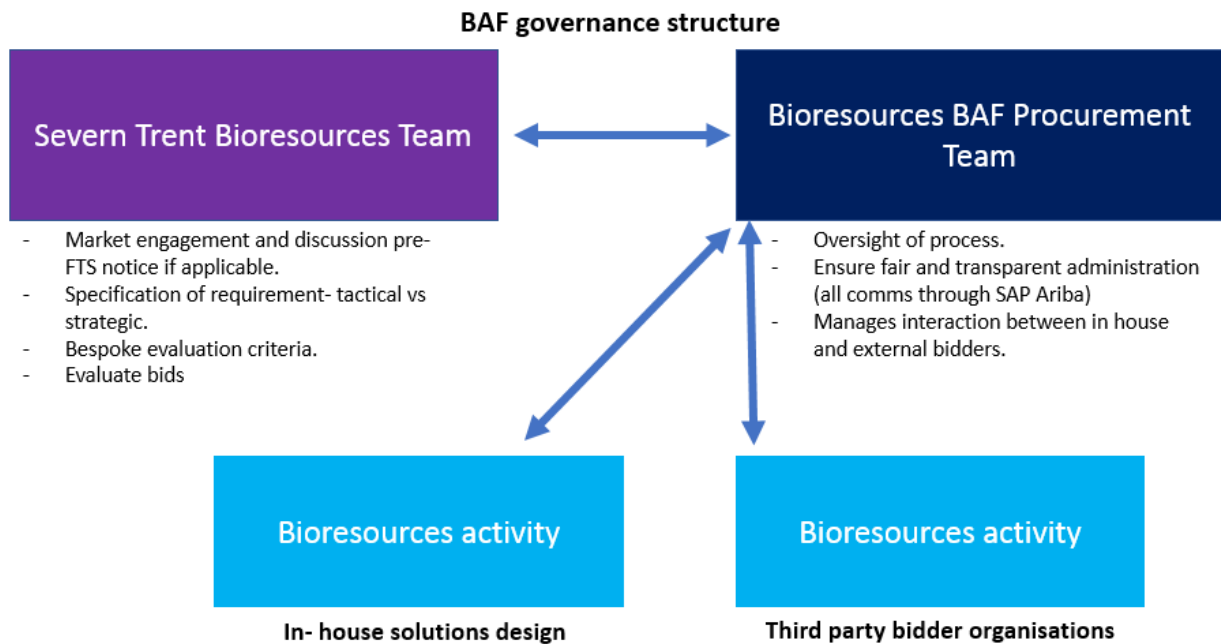 BAF governance structure
Severn Trent Bioresources Team
Bioresources BAF Procurement
Team
- Market engagement and discussion pre-
FTS notice if applicable.
- Specification of requirement- tactical vs
strategic.
- Bespoke evaluation criteria.
- Evaluate bids
- Oversight of process.
- Ensure fair and transparent administration
(all comms through SAP Ariba)
- Manages interaction between in house
and external bidders.
Bioresources activity
In- house solutions design
Bioresources activity
Third party bidder organisations